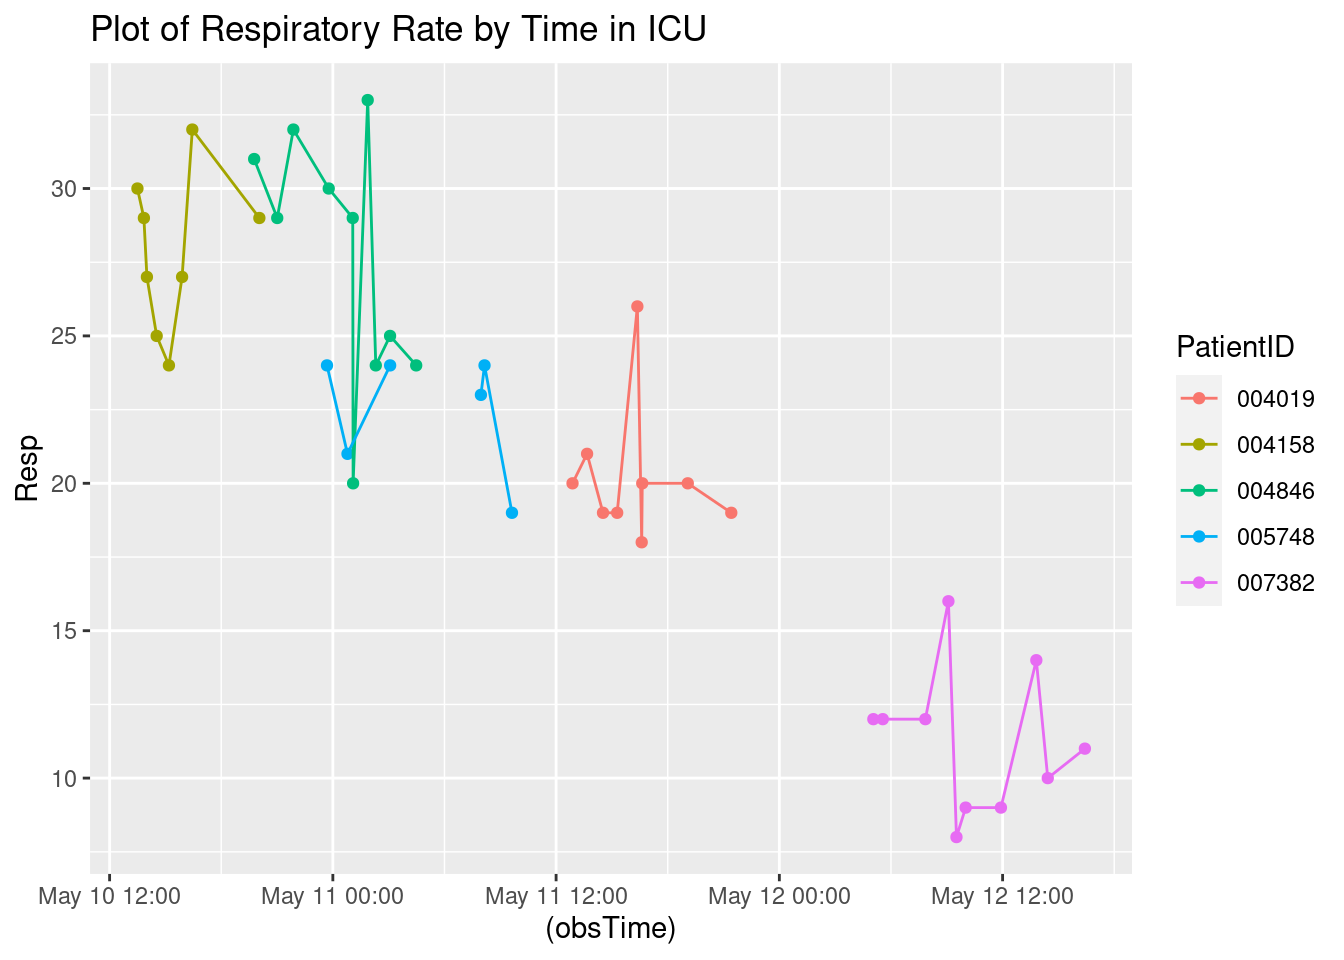 Plot of Respiratory Rate by Time in ICU
Resp
30
25
20
15
10
May 10 12:00
May 11 00:00
May 11 12:00
May 12 00:00
May 12 12:00
(obsTime)
PatientID
004019
004158
004846
005748
007382